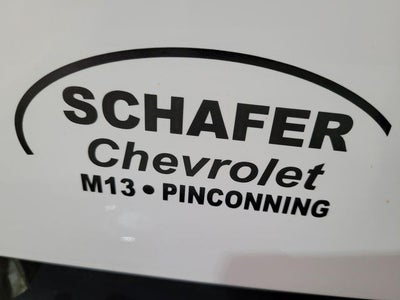 SCHAFER
Chevrolet
M13 • PINCONNING